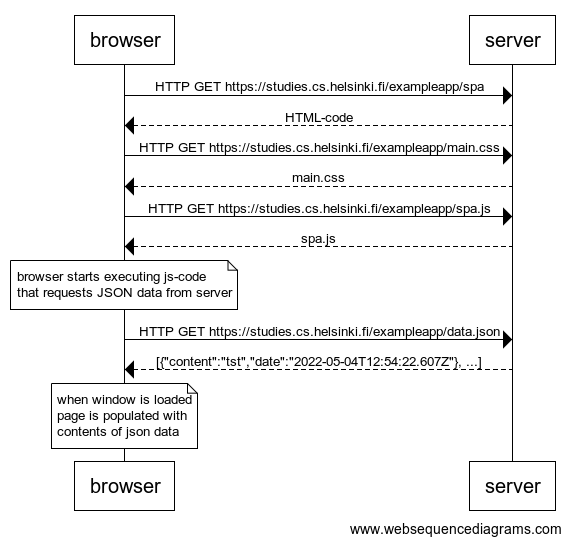 browser
server
HTTP GET https://studies.cs.helsinki.fi/exampleapp/spa
HTML-code
HTTP GET https://studies.cs.helsinki.fi/exampleapp/main.css
main.css
HTTP GET https://studies.cs.helsinki.fi/exampleapp/spa.js
spa.js
browser starts executing js-code
that requests JSON data from server
HTTP GET https://studies.cs.helsinki.fi/exampleapp/data.json
[{"content":"tst","date":"2022-05-04T12:54:22.607Z"}, ...]
when window is loaded
page is populated with
contents of json data
browser
server
www.websequencediagrams.com